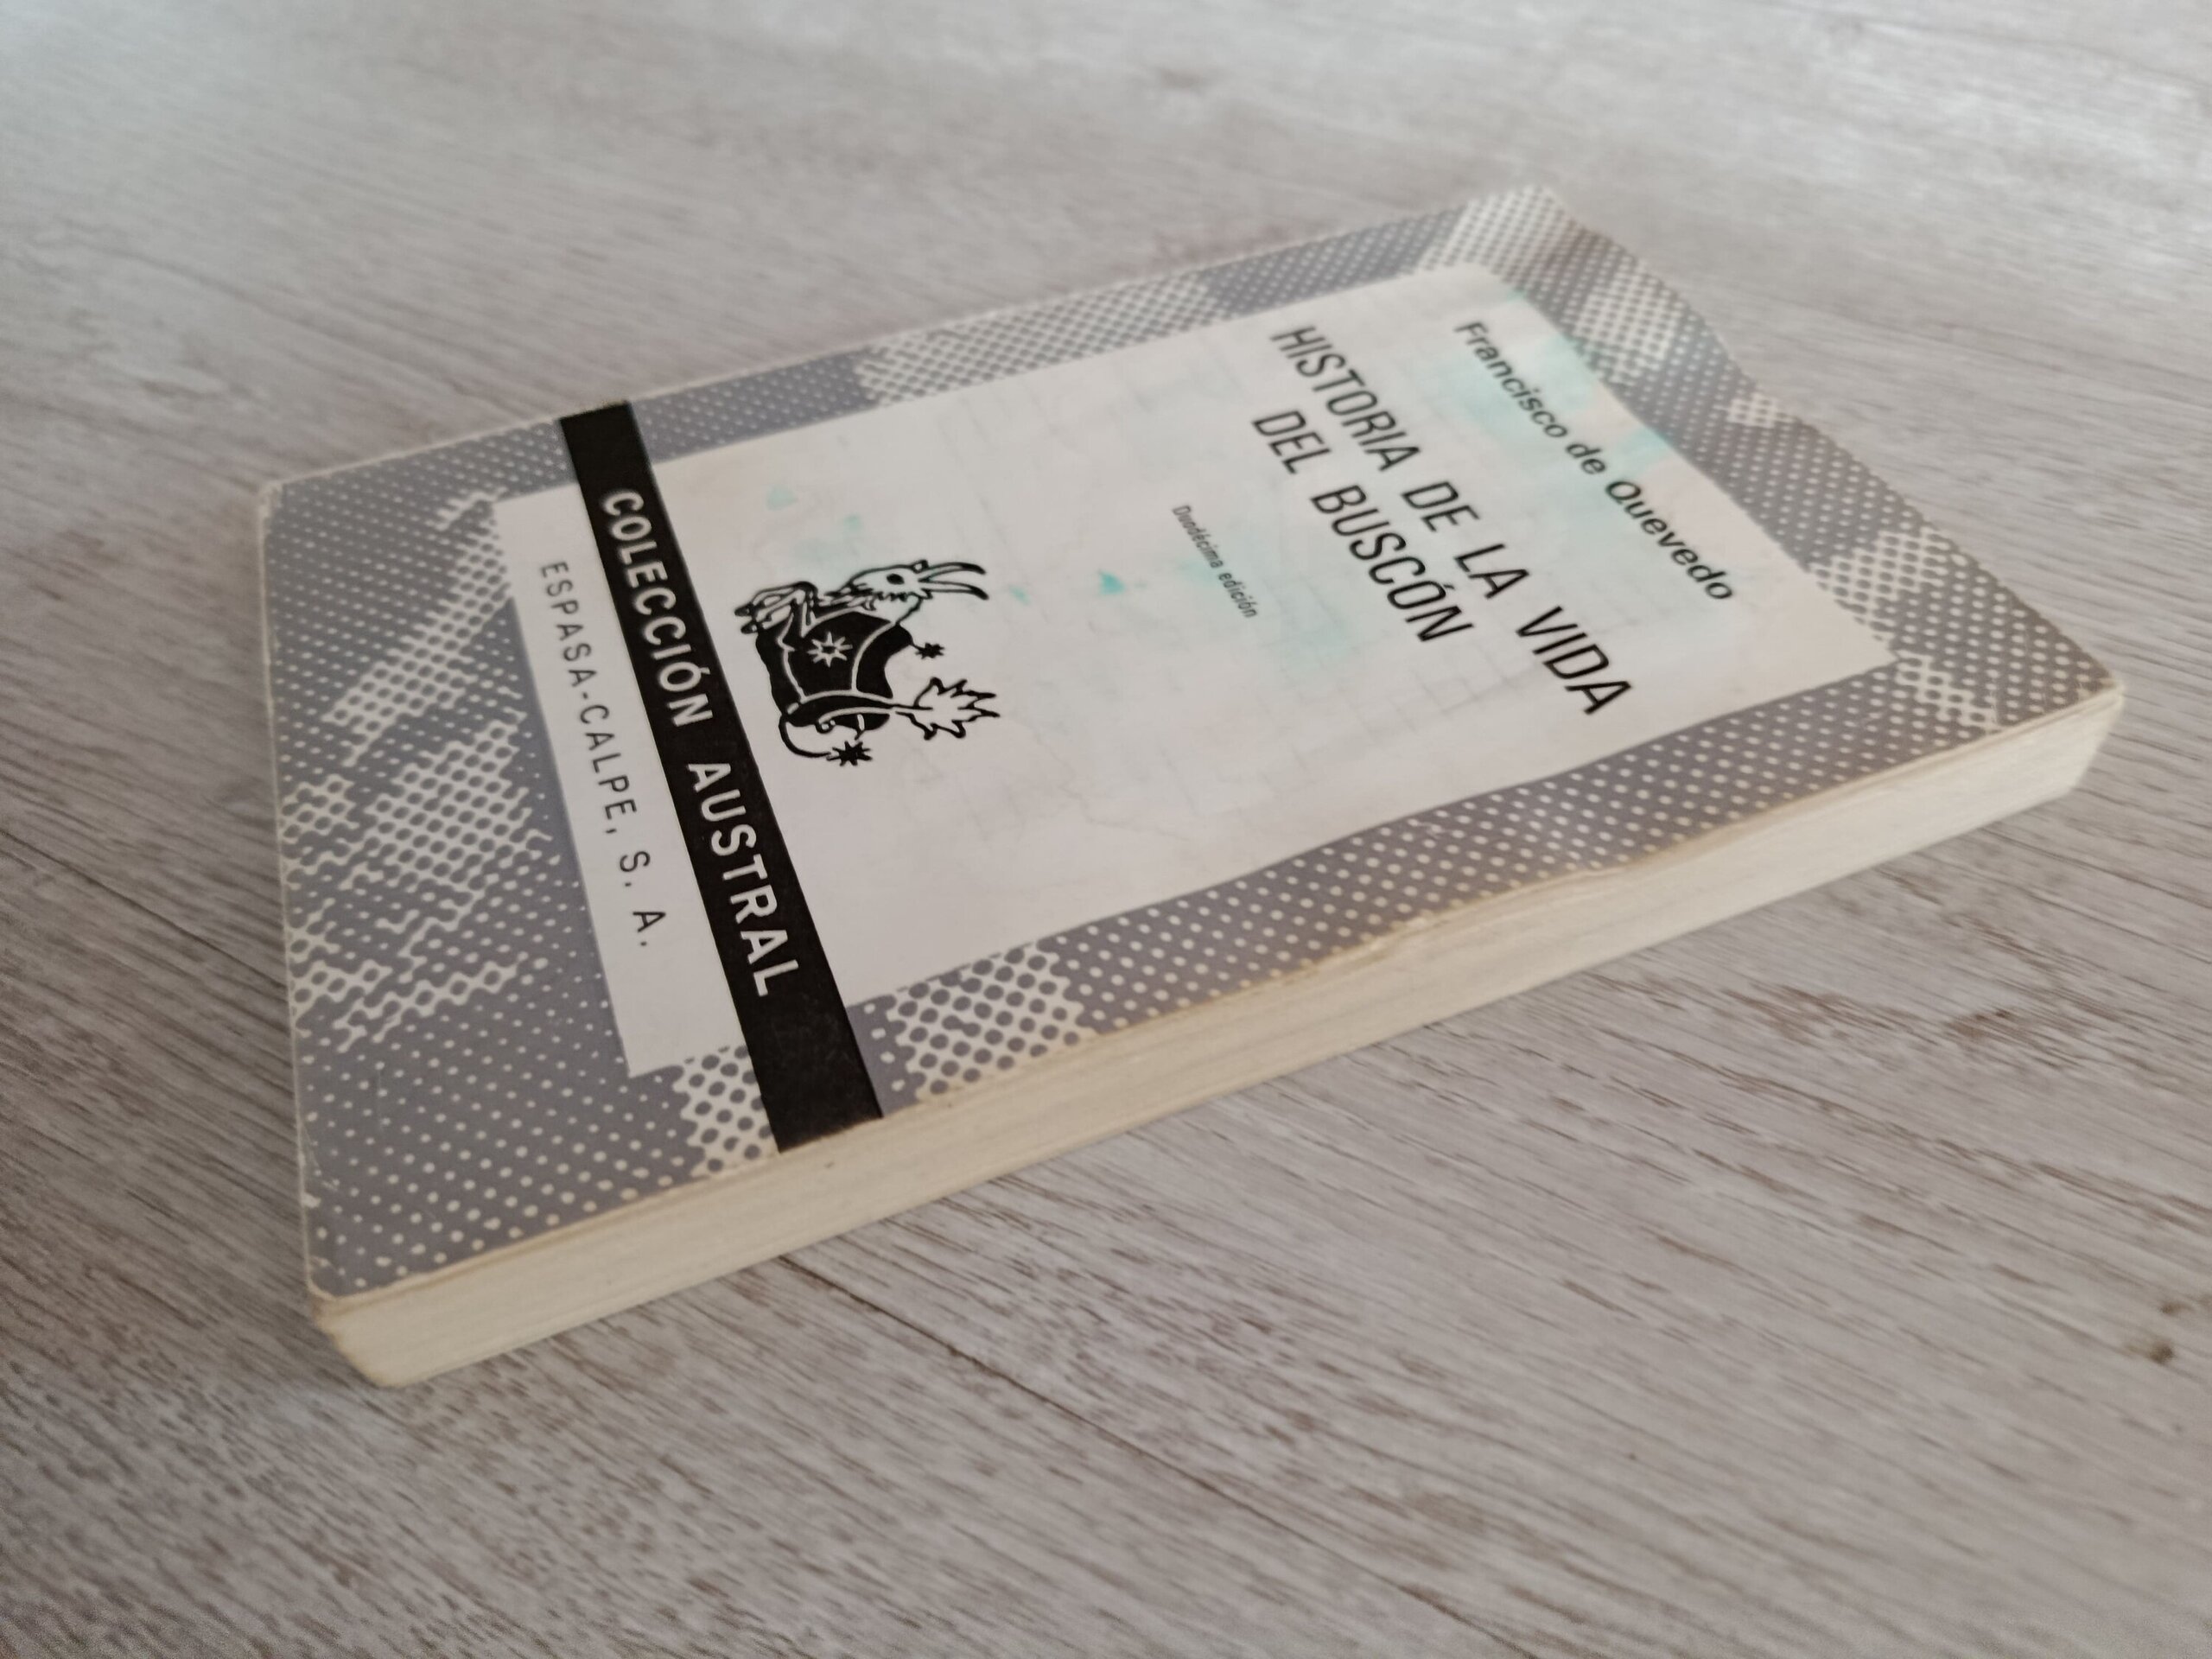 Francisco de Quevedo
HISTORIA DE LA VIDA
DEL BUSCÓN
Duodécima edición
COLECCIÓN AUSTRAL
ESPASA-CALPE, S. A.